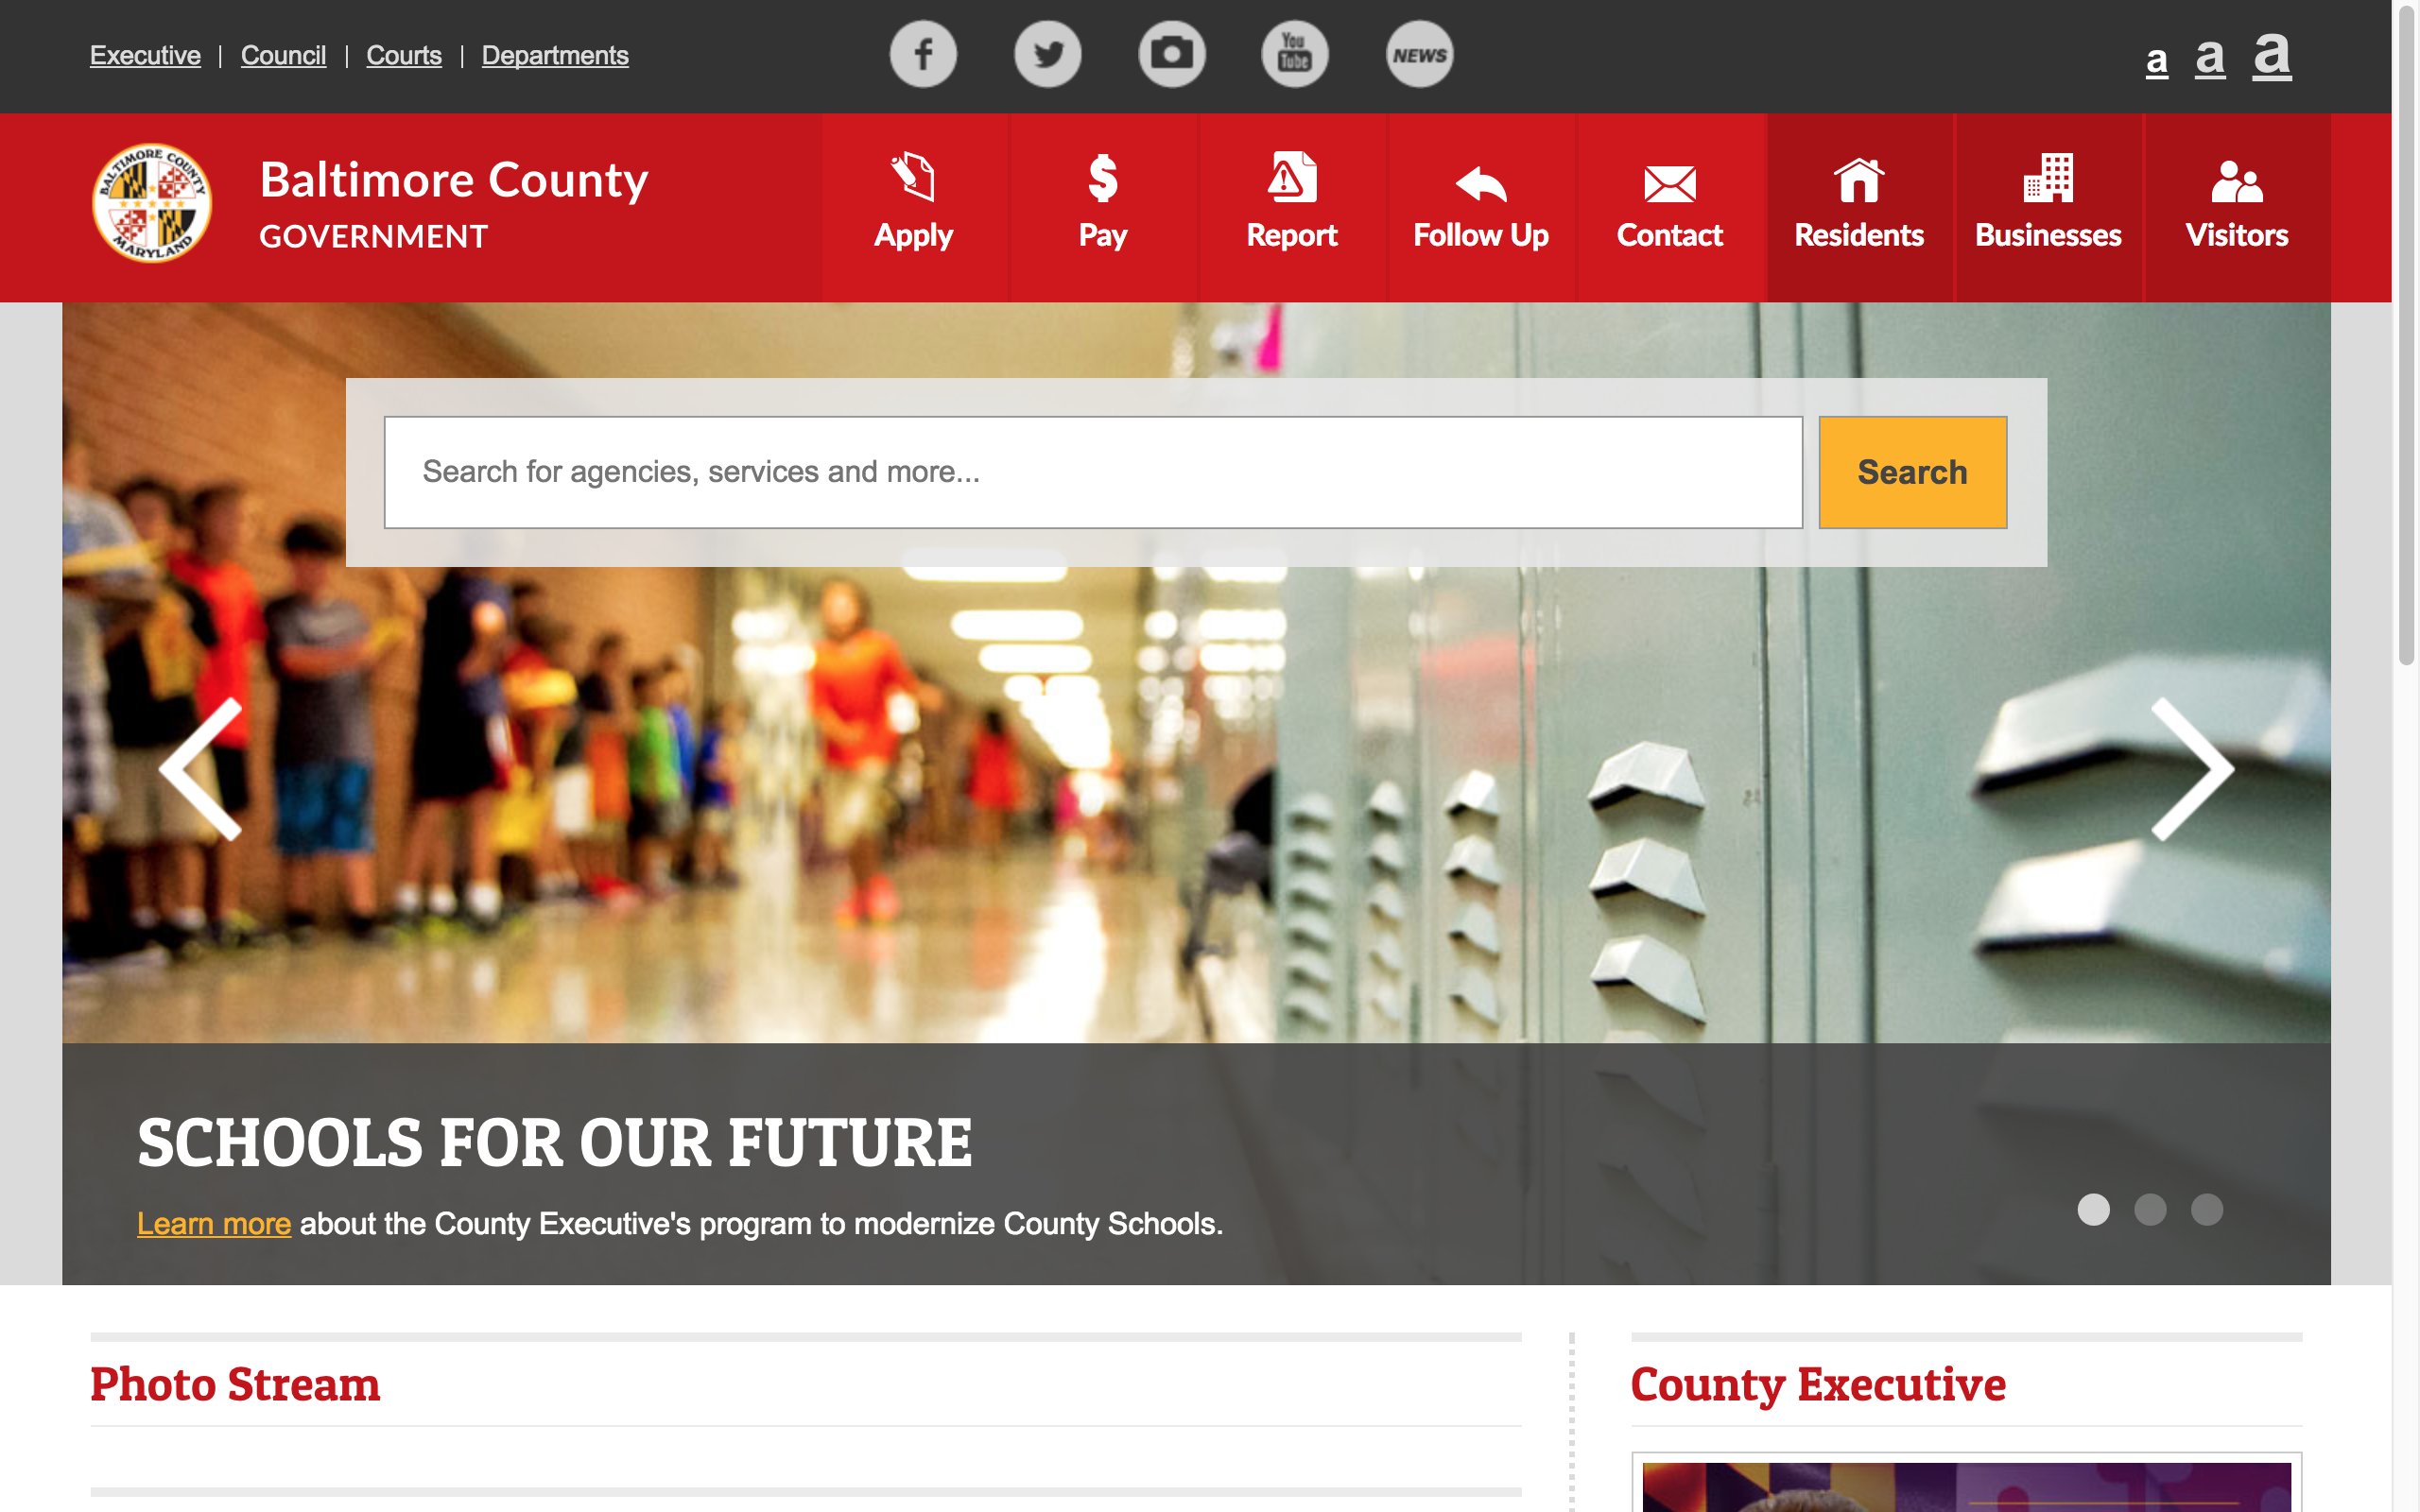 Executive | Council | Courts | Departments
f
You
Tube
NEWS
a a a
BALTIMORE COUNTY
MARYLAND
Baltimore County
GOVERNMENT
Apply
Pay
Report
Follow Up
Contact
Residents
Businesses
Visitors
Search for agencies, services and more...
Search
SCHOOLS FOR OUR FUTURE
Learn more about the County Executive's program to modernize County Schools.
Photo Stream
County Executive